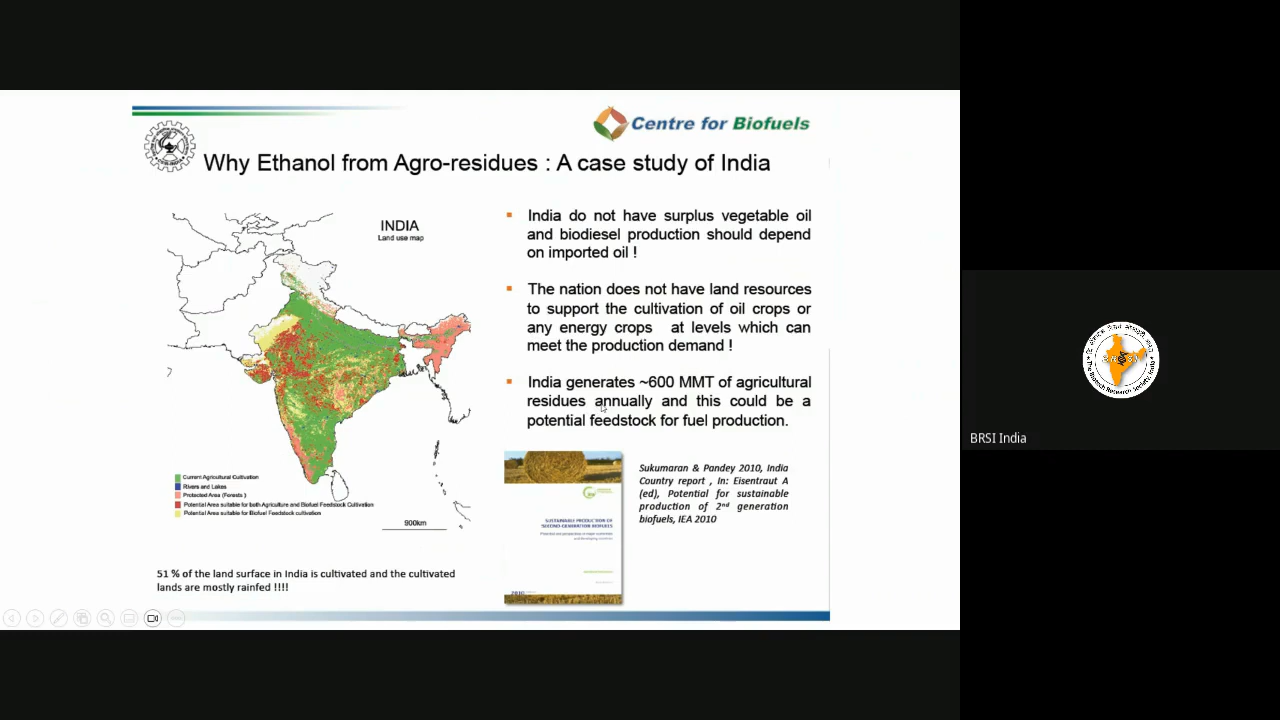 Centre for Biofuels
Why Ethanol from Agro-residues : A case study of India
INDIA
Land use map
Current Agricultural Cultivation
Rivers and Lakes
Protected Area (Forests )
Potential Area suitable for Both Agriculture and Biofuel Feedstock Cultivation
Potential Area suitable for Biofuel Feedstock cultivation
900km
51 % of the land surface in India is cultivated and the cultivated
lands are mostly rainfed !!!!
India do not have surplus vegetable oil
and biodiesel production should depend
on imported oil !
The nation does not have land resources
to support the cultivation of oil crops or
any energy crops at levels which can
meet the production demand !
India generates ~600 MMT of agricultural
residues annually and this could be a
potential feedstock for fuel production.
SUSTAINABLE PRODUCTION OF
SECOND-GENERATION BIOFUELS
2010
Sukumaran & Pandey 2010, India
Country report , In: Eisentraut A
(ed), Potential for sustainable
production of 2nd generation
biofuels, IEA 2010
BRSI India